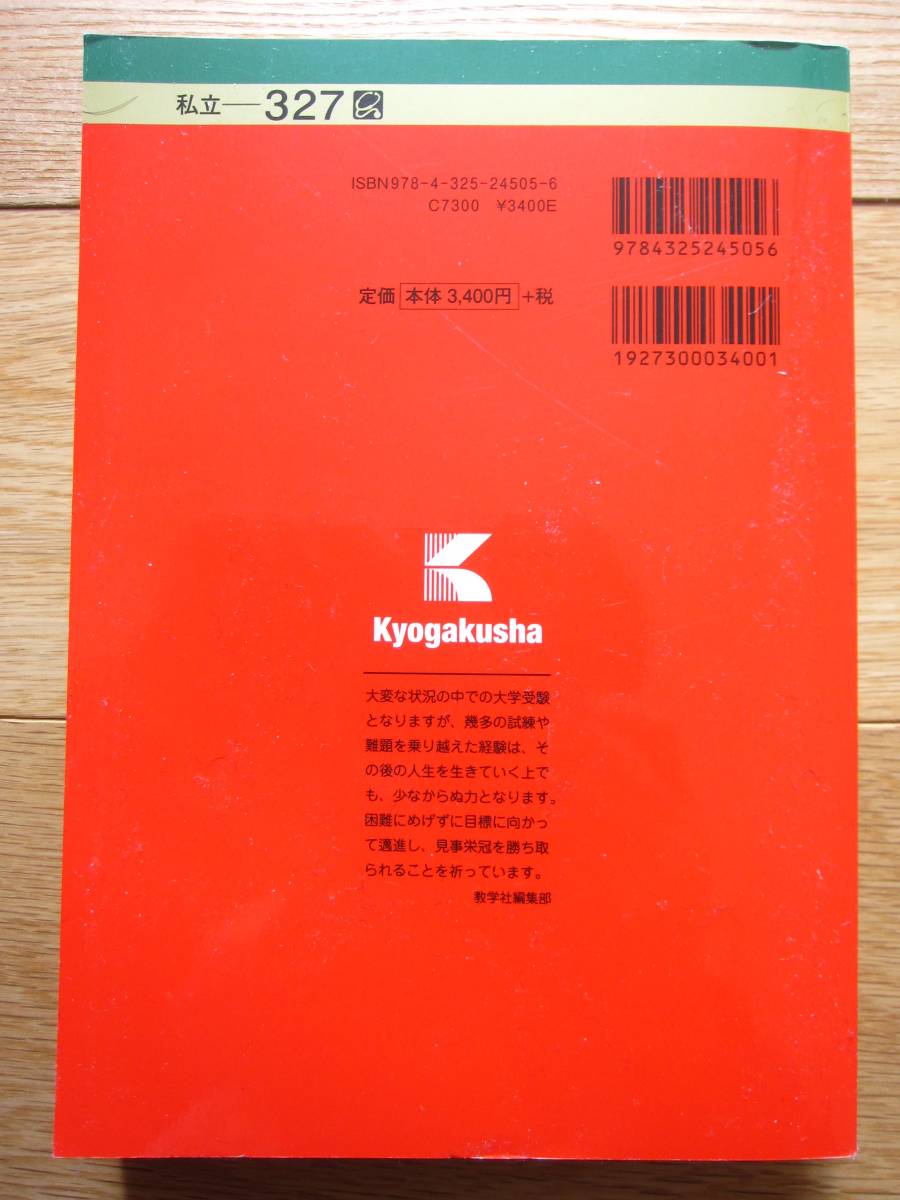 私立―327
ISBN978-4-325-24505-6
C7300 ¥3400E
9784325245056
定価 本体 3,400円 +税
1927300034001
Kyogakusha
大変な状況の中での大学受験
となりますが、幾多の試練や
難題を乗り越えた経験は、そ
の後の人生を生きていく上で
も、少なからぬ力となります。
困難にめげずに目標に向かっ
て邁進し、見事栄冠を勝ち取
られることを祈っています。
教学社編集部